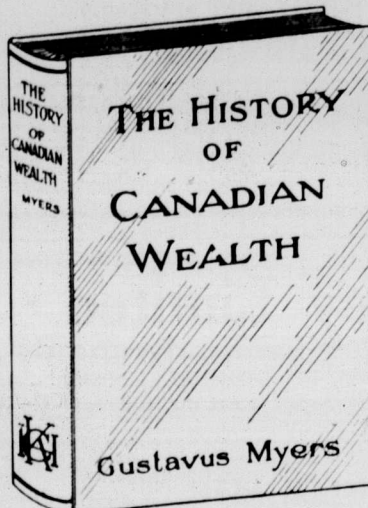 THE
HISTORY
OF
CANADIAN
WEALTH
MYERS
THE HISTORY
OF
CANADIAN
WEALTH
Gustavus Myers